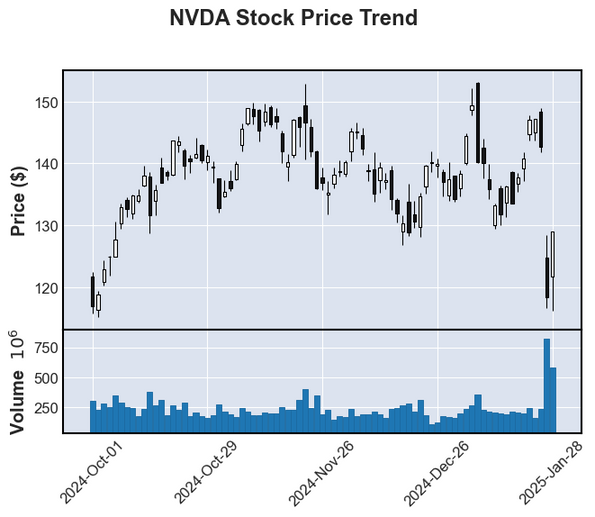 NVDA Stock Price Trend
Price ($)
150
140
130
120
Volume 10^6
750
500
250
2024-Oct-01
2024-Oct-29
2024-Nov-26
2024-Dec-26
2025-Jan-28